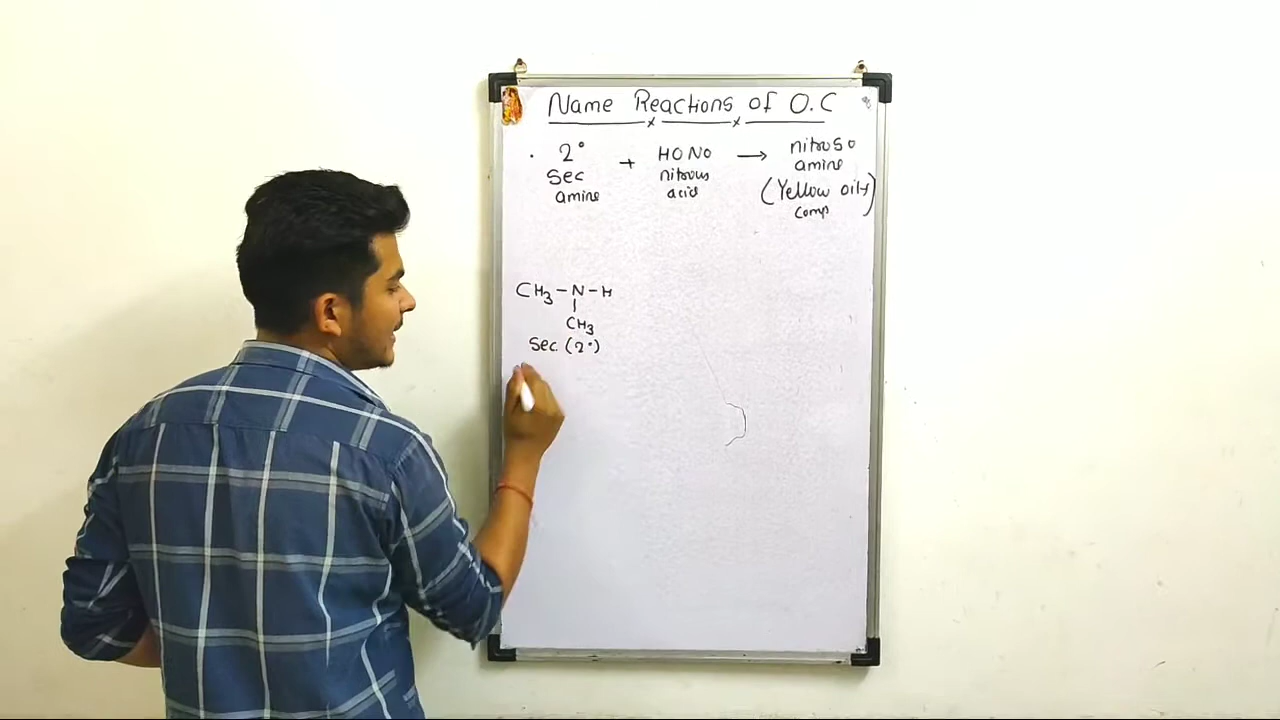 Name Reactions of O.C
2° + HONO → nitroso
sec nitrous amine
amine acid (Yellow oily)
comp
CH3 - N - H
CH3
Sec. (2°)